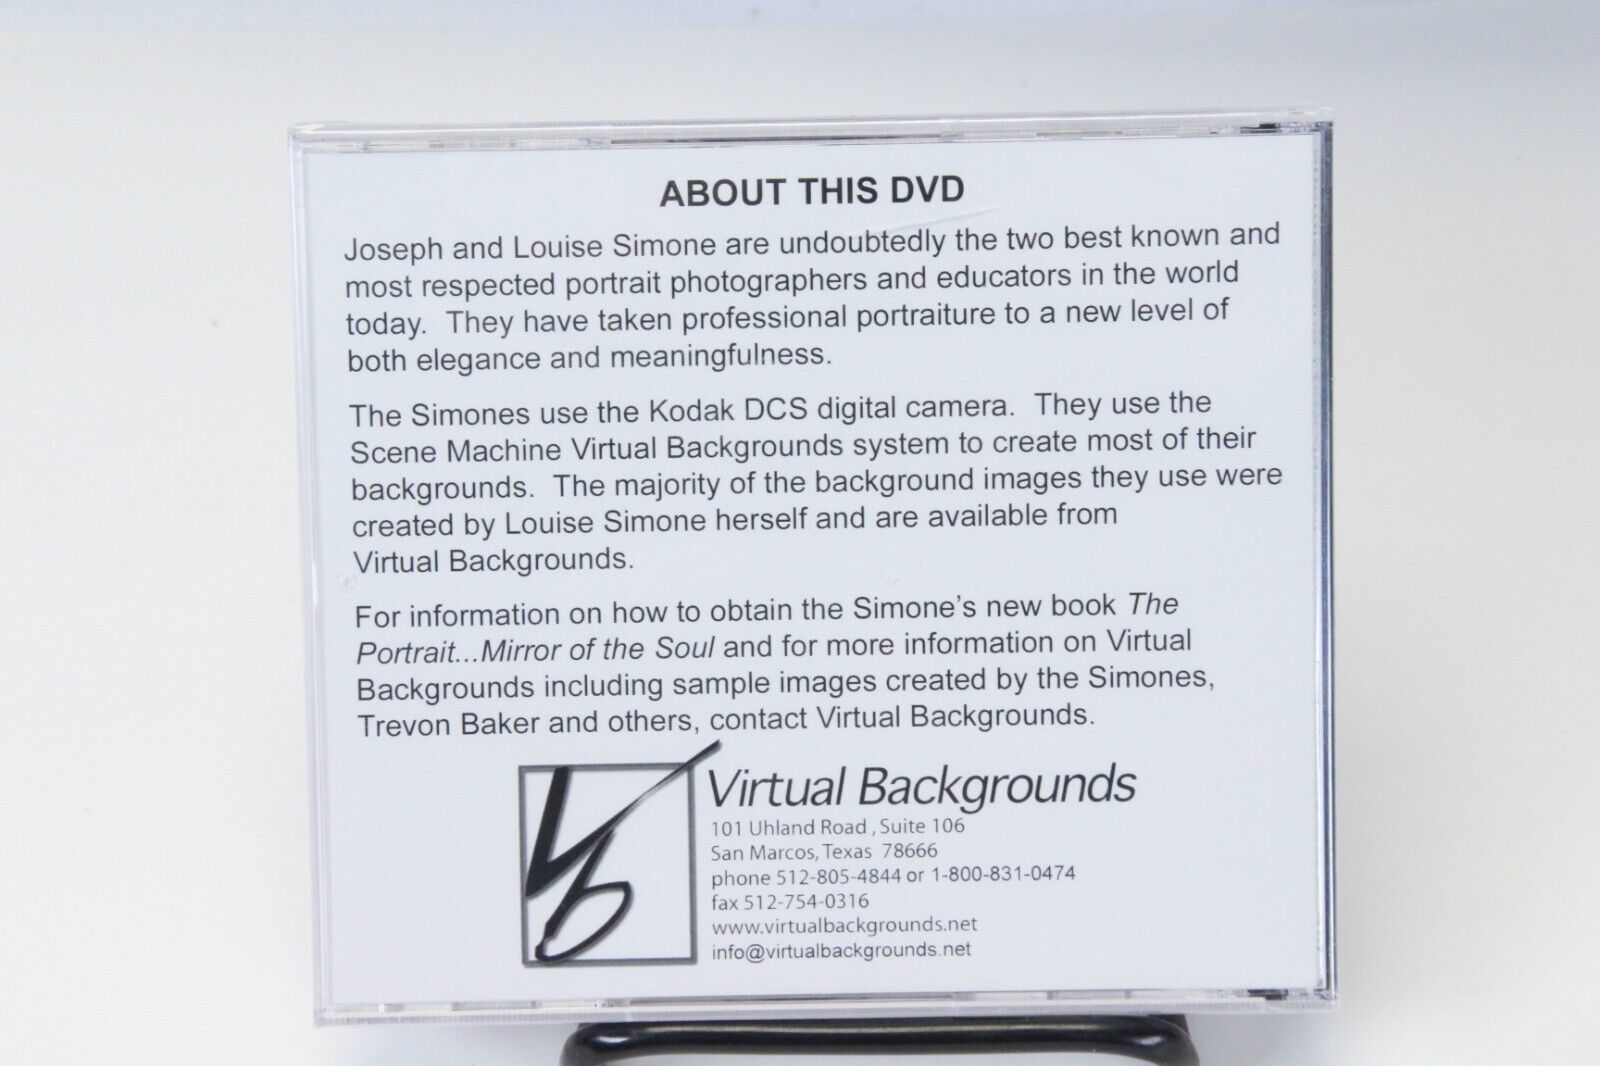 ABOUT THIS DVD
Joseph and Louise Simone are undoubtedly the two best known and
most respected portrait photographers and educators in the world
today.  They have taken professional portraiture to a new level of
both elegance and meaningfulness.
The Simones use the Kodak DCS digital camera.  They use the
Scene Machine Virtual Backgrounds system to create most of their
backgrounds.  The majority of the background images they use were
created by Louise Simone herself and are available from
Virtual Backgrounds.
For information on how to obtain the Simone's new book The
Portrait...Mirror of the Soul and for more information on Virtual
Backgrounds including sample images created by the Simones,
Trevon Baker and others, contact Virtual Backgrounds.
Vb
Virtual Backgrounds
101 Uhland Road , Suite 106
San Marcos, Texas  78666
phone 512-805-4844 or 1-800-831-0474
fax 512-754-0316
www.virtualbackgrounds.net
info@virtualbackgrounds.net